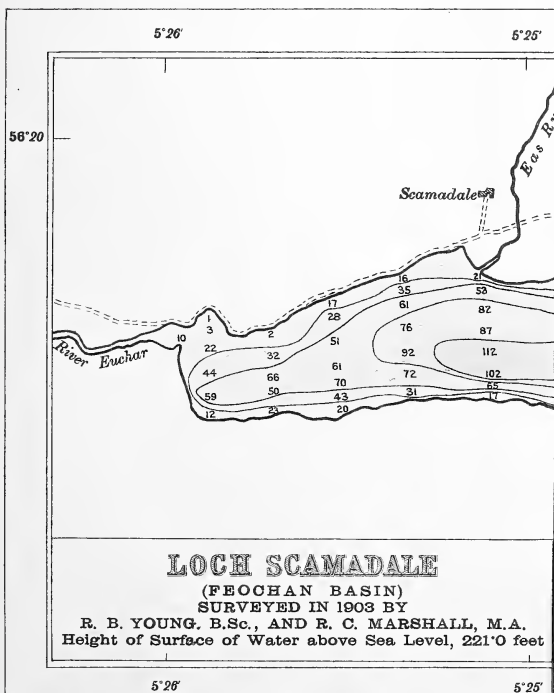 5°26′ 5°25′
56°20
Eas
Scamadale
16 21
35 53
17 61 82
28
1
3 2 76 87
10 51
22 32 92 112
44 66 61 72 102
59 50 70 31 65
12 23 43 17
20
River Euchar
LOCH SCAMADALE
(FEOCHAN BASIN)
SURVEYED IN 1903 BY
R. B. YOUNG, B.Sc., AND R. C. MARSHALL, M.A.
Height of Surface of Water above Sea Level, 221·0 feet
5°26′ 5°25′